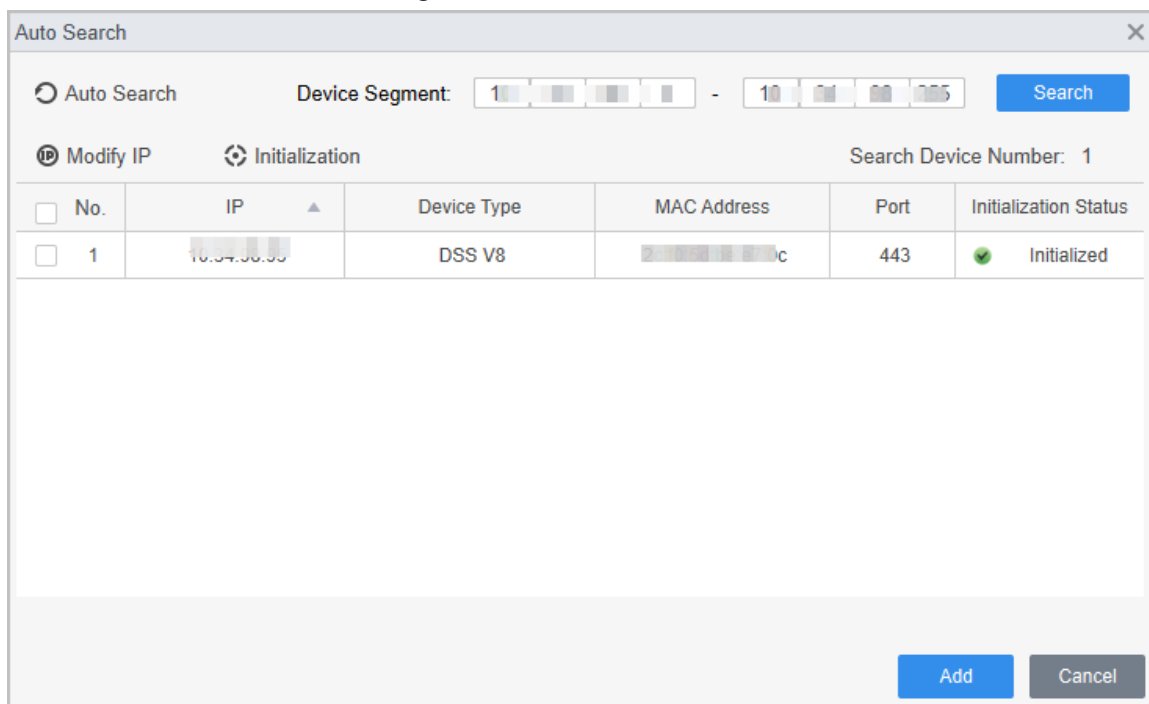 Auto Search
Auto Search Device Segment: - Search
Modify IP Initialization Search Device Number: 1
No. IP Device Type MAC Address Port Initialization Status
1 DSS V8 443 Initialized
Add Cancel